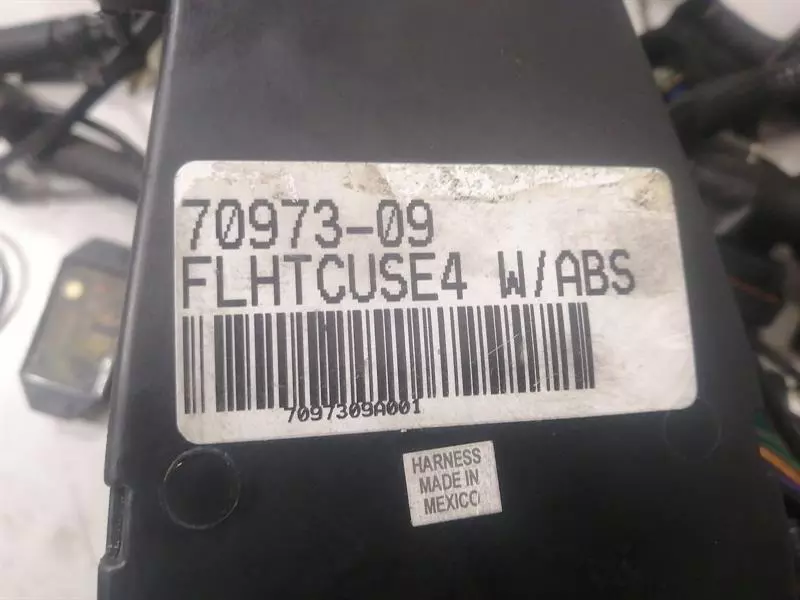 70973-09
FLHTCUSE4 W/ABS
7097309A001
HARNESS
MADE IN
MEXICO